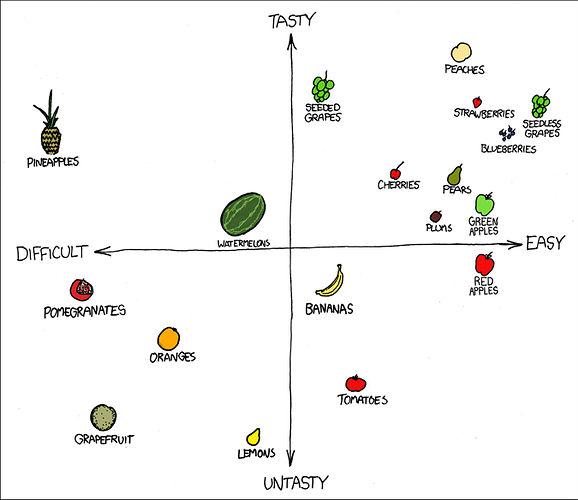 TASTY
PEACHES
SEEDED
GRAPES
STRAWBERRIES
SEEDLESS
GRAPES
BLUEBERRIES
PINEAPPLES
CHERRIES
PEARS
GREEN
APPLES
PLUMS
WATERMELONS
DIFFICULT
EASY
RED
APPLES
POMEGRANATES
BANANAS
ORANGES
TOMATOES
GRAPEFRUIT
LEMONS
UNTASTY